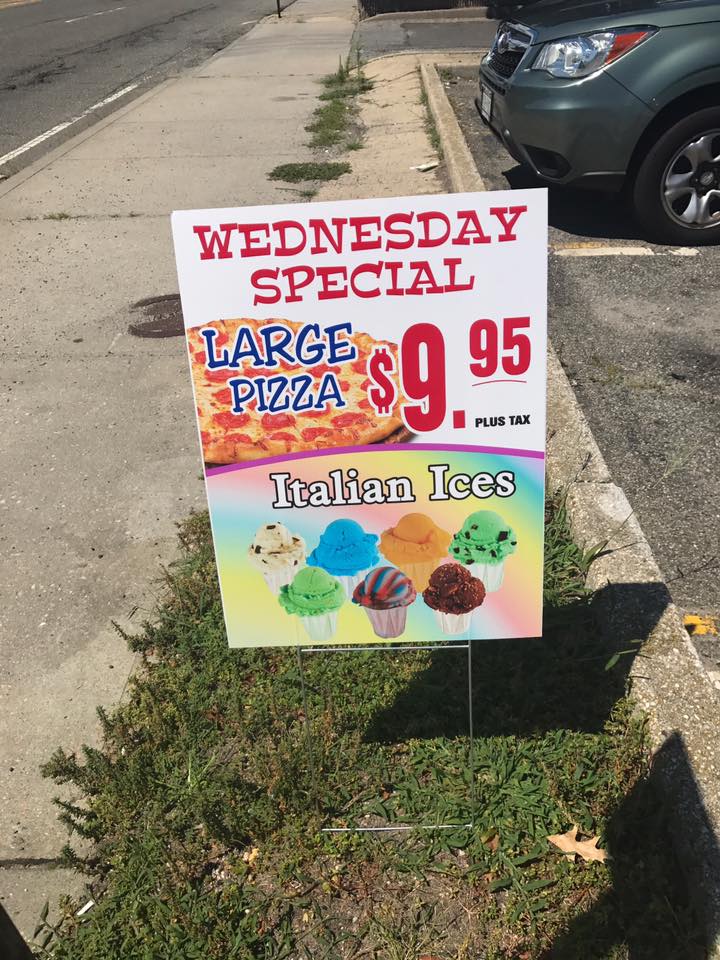 WEDNESDAY
SPECIAL
LARGE
PIZZA
$9.95
PLUS TAX
Italian Ices